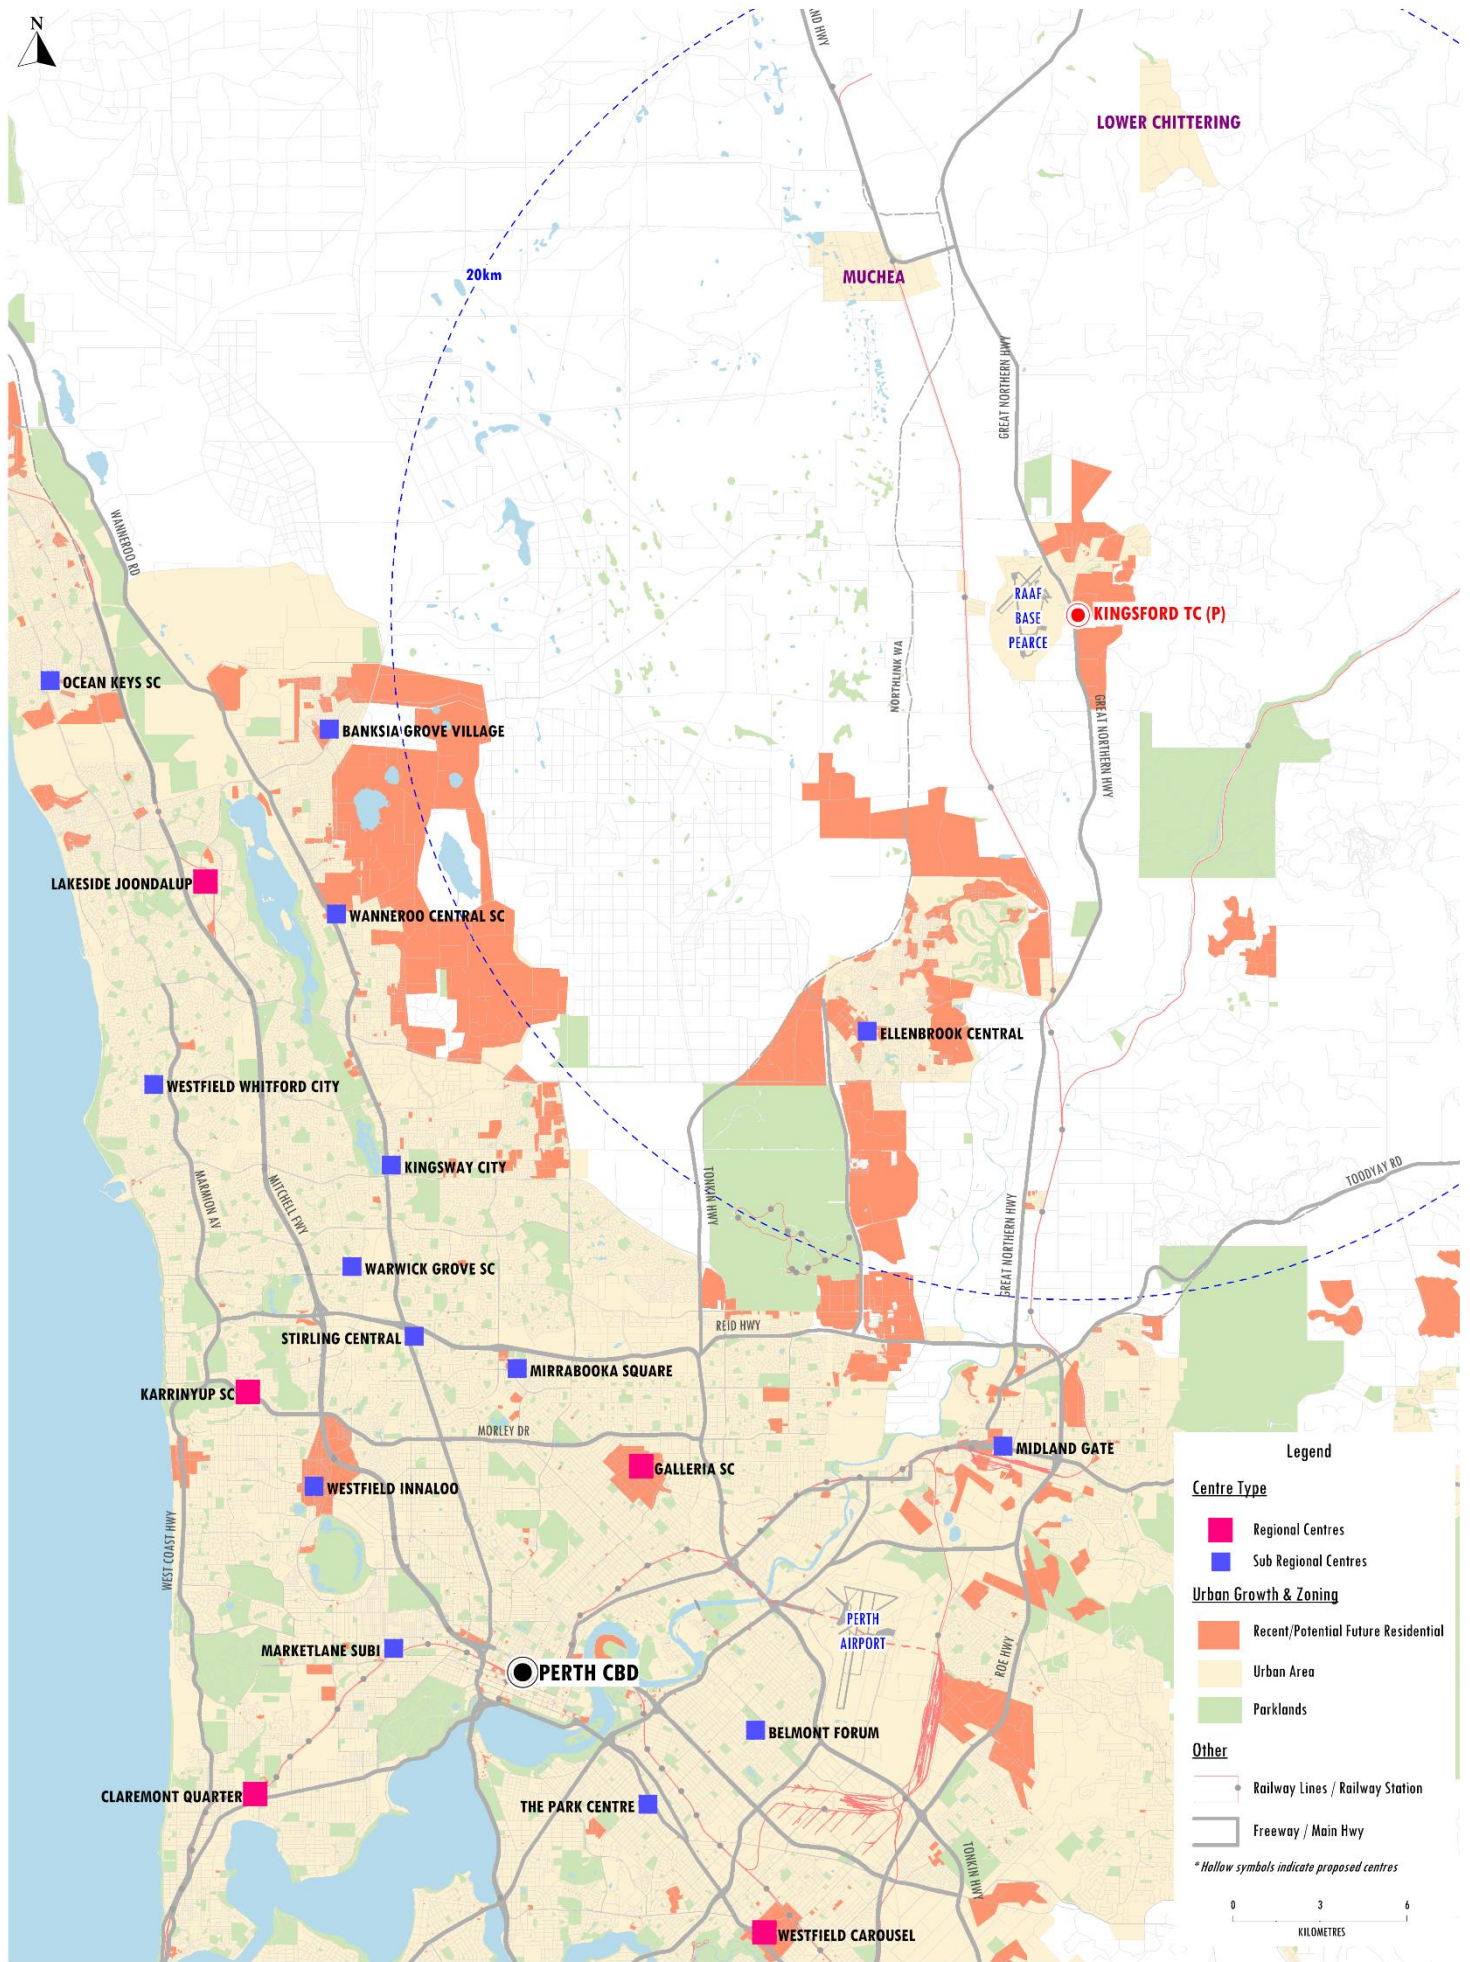 N
ND HWY
LOWER CHITTERING
20km
MUCHEA
GREAT NORTHERN HWY
WANNEROO RD
RAAF
BASE
PEARCE
KINGSFORD TC (P)
NORTHLINK WA
OCEAN KEYS SC
GREAT NORTHERN HWY
BANKSIA GROVE VILLAGE
LAKESIDE JOONDALUP
WANNEROO CENTRAL SC
ELLENBROOK CENTRAL
WESTFIELD WHITFORD CITY
KINGSWAY CITY
TOODYAY RD
MARMION AV
MITCHELL FWY
TONKIN HWY
GREAT NORTHERN HWY
WARWICK GROVE SC
REID HWY
STIRLING CENTRAL
MIRRABOOKA SQUARE
KARRINYUP SC
MORLEY DR
MIDLAND GATE
GALLERIA SC
WESTFIELD INNALOO
WEST COAST HWY
PERTH
AIRPORT
ROE HWY
MARKETLANE SUBI
PERTH CBD
BELMONT FORUM
CLAREMONT QUARTER
THE PARK CENTRE
TONKIN HWY
WESTFIELD CAROUSEL
Legend
Centre Type
Regional Centres
Sub Regional Centres
Urban Growth & Zoning
Recent/Potential Future Residential
Urban Area
Parklands
Other
Railway Lines / Railway Station
Freeway / Main Hwy
* Hollow symbols indicate proposed centres
0 3 6
KILOMETRES